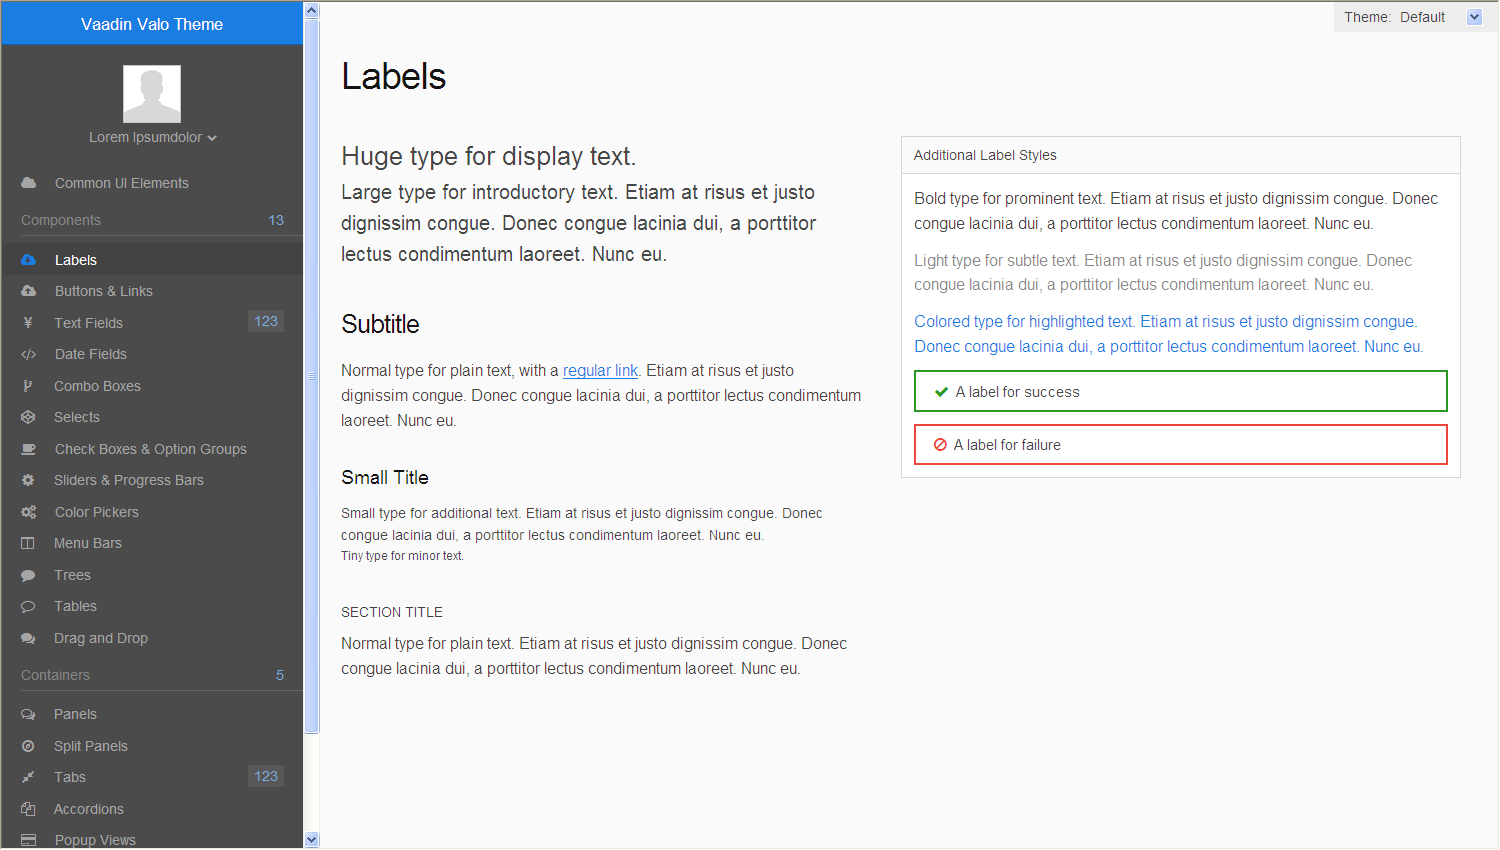 Vaadin Valo Theme
Lorem Ipsumdolor
Common UI Elements
Components 13
Labels
Buttons & Links
Text Fields 123
Date Fields
Combo Boxes
Selects
Check Boxes & Option Groups
Sliders & Progress Bars
Color Pickers
Menu Bars
Trees
Tables
Drag and Drop
Containers 5
Panels
Split Panels
Tabs 123
Accordions
Popup Views
Theme: Default
Labels
Huge type for display text.
Large type for introductory text. Etiam at risus et justo
dignissim congue. Donec congue lacinia dui, a porttitor
lectus condimentum laoreet. Nunc eu.
Subtitle
Normal type for plain text, with a regular link. Etiam at risus et justo
dignissim congue. Donec congue lacinia dui, a porttitor lectus condimentum
laoreet. Nunc eu.
Small Title
Small type for additional text. Etiam at risus et justo dignissim congue. Donec
congue lacinia dui, a porttitor lectus condimentum laoreet. Nunc eu.
Tiny type for minor text.
SECTION TITLE
Normal type for plain text. Etiam at risus et justo dignissim congue. Donec
congue lacinia dui, a porttitor lectus condimentum laoreet. Nunc eu.
Additional Label Styles
Bold type for prominent text. Etiam at risus et justo dignissim congue. Donec
congue lacinia dui, a porttitor lectus condimentum laoreet. Nunc eu.
Light type for subtle text. Etiam at risus et justo dignissim congue. Donec
congue lacinia dui, a porttitor lectus condimentum laoreet. Nunc eu.
Colored type for highlighted text. Etiam at risus et justo dignissim congue.
Donec congue lacinia dui, a porttitor lectus condimentum laoreet. Nunc eu.
A label for success
A label for failure